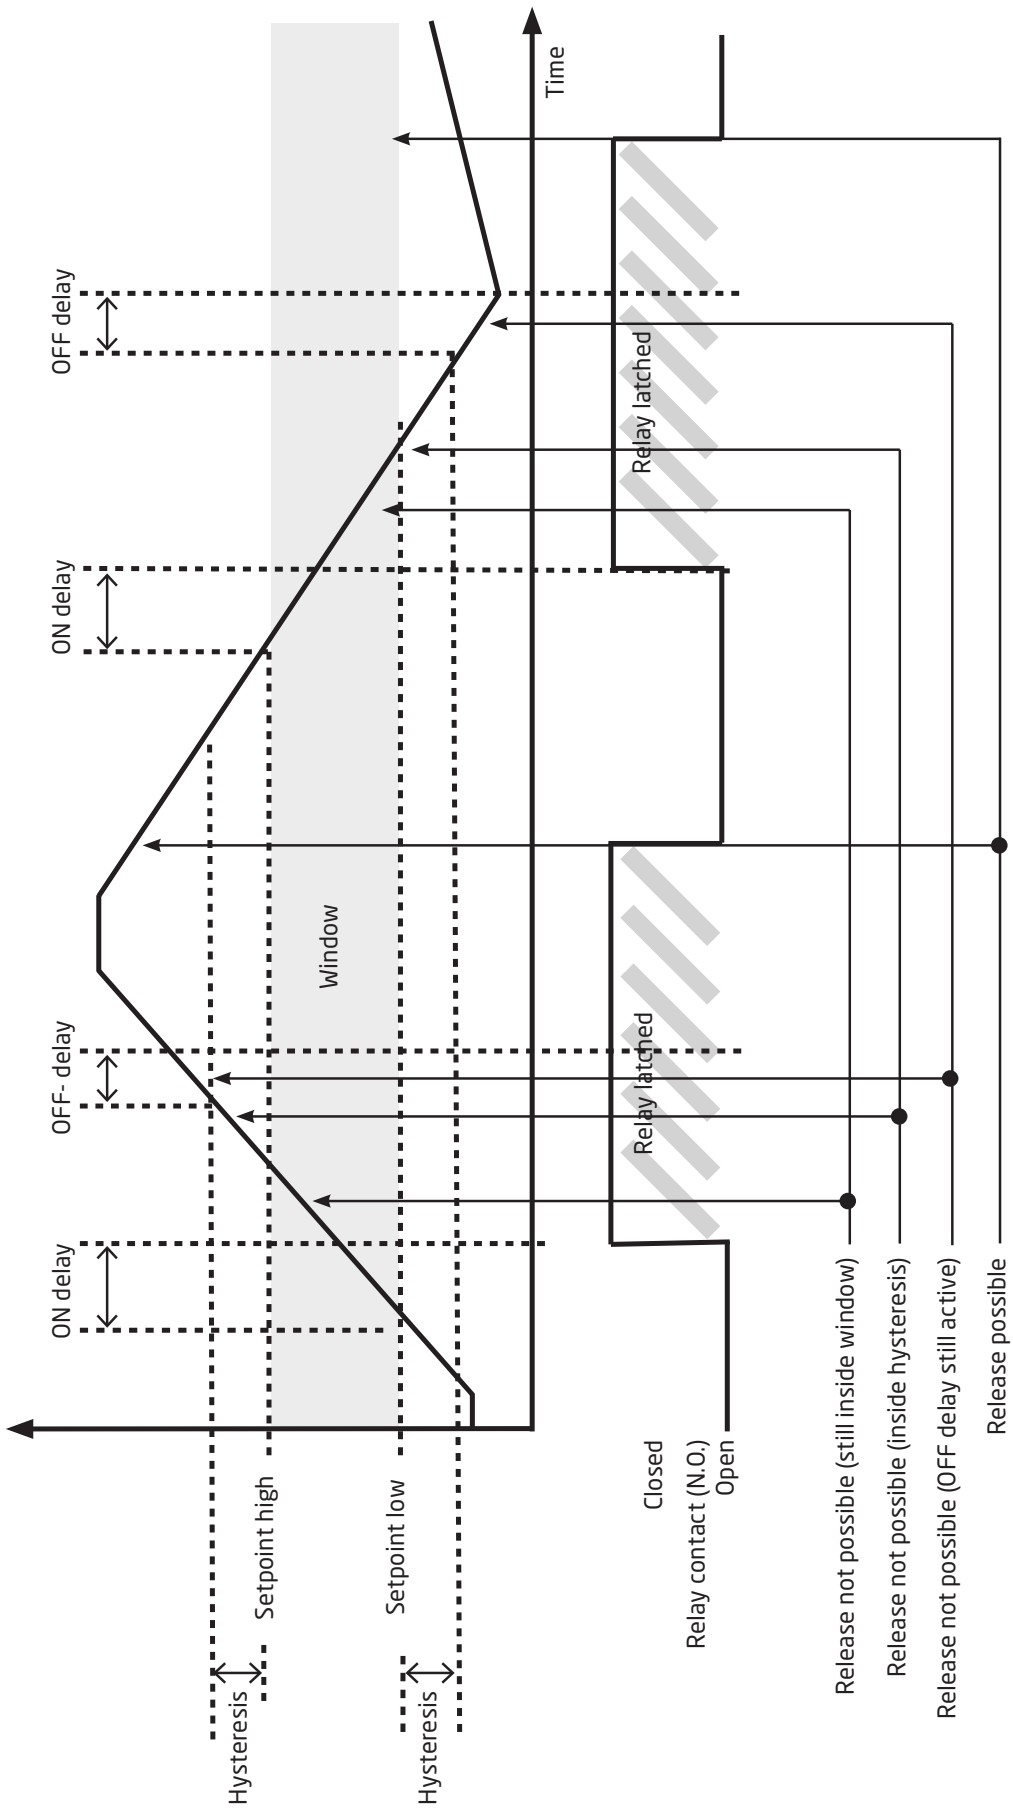 ON delay
OFF- delay
ON delay
OFF delay
Hysteresis
Setpoint high
Window
Setpoint low
Hysteresis
Time
Closed
Relay latched
Relay latched
Relay contact (N.O.)
Open
Release not possible (still inside window)
Release not possible (inside hysteresis)
Release not possible (OFF delay still active)
Release possible